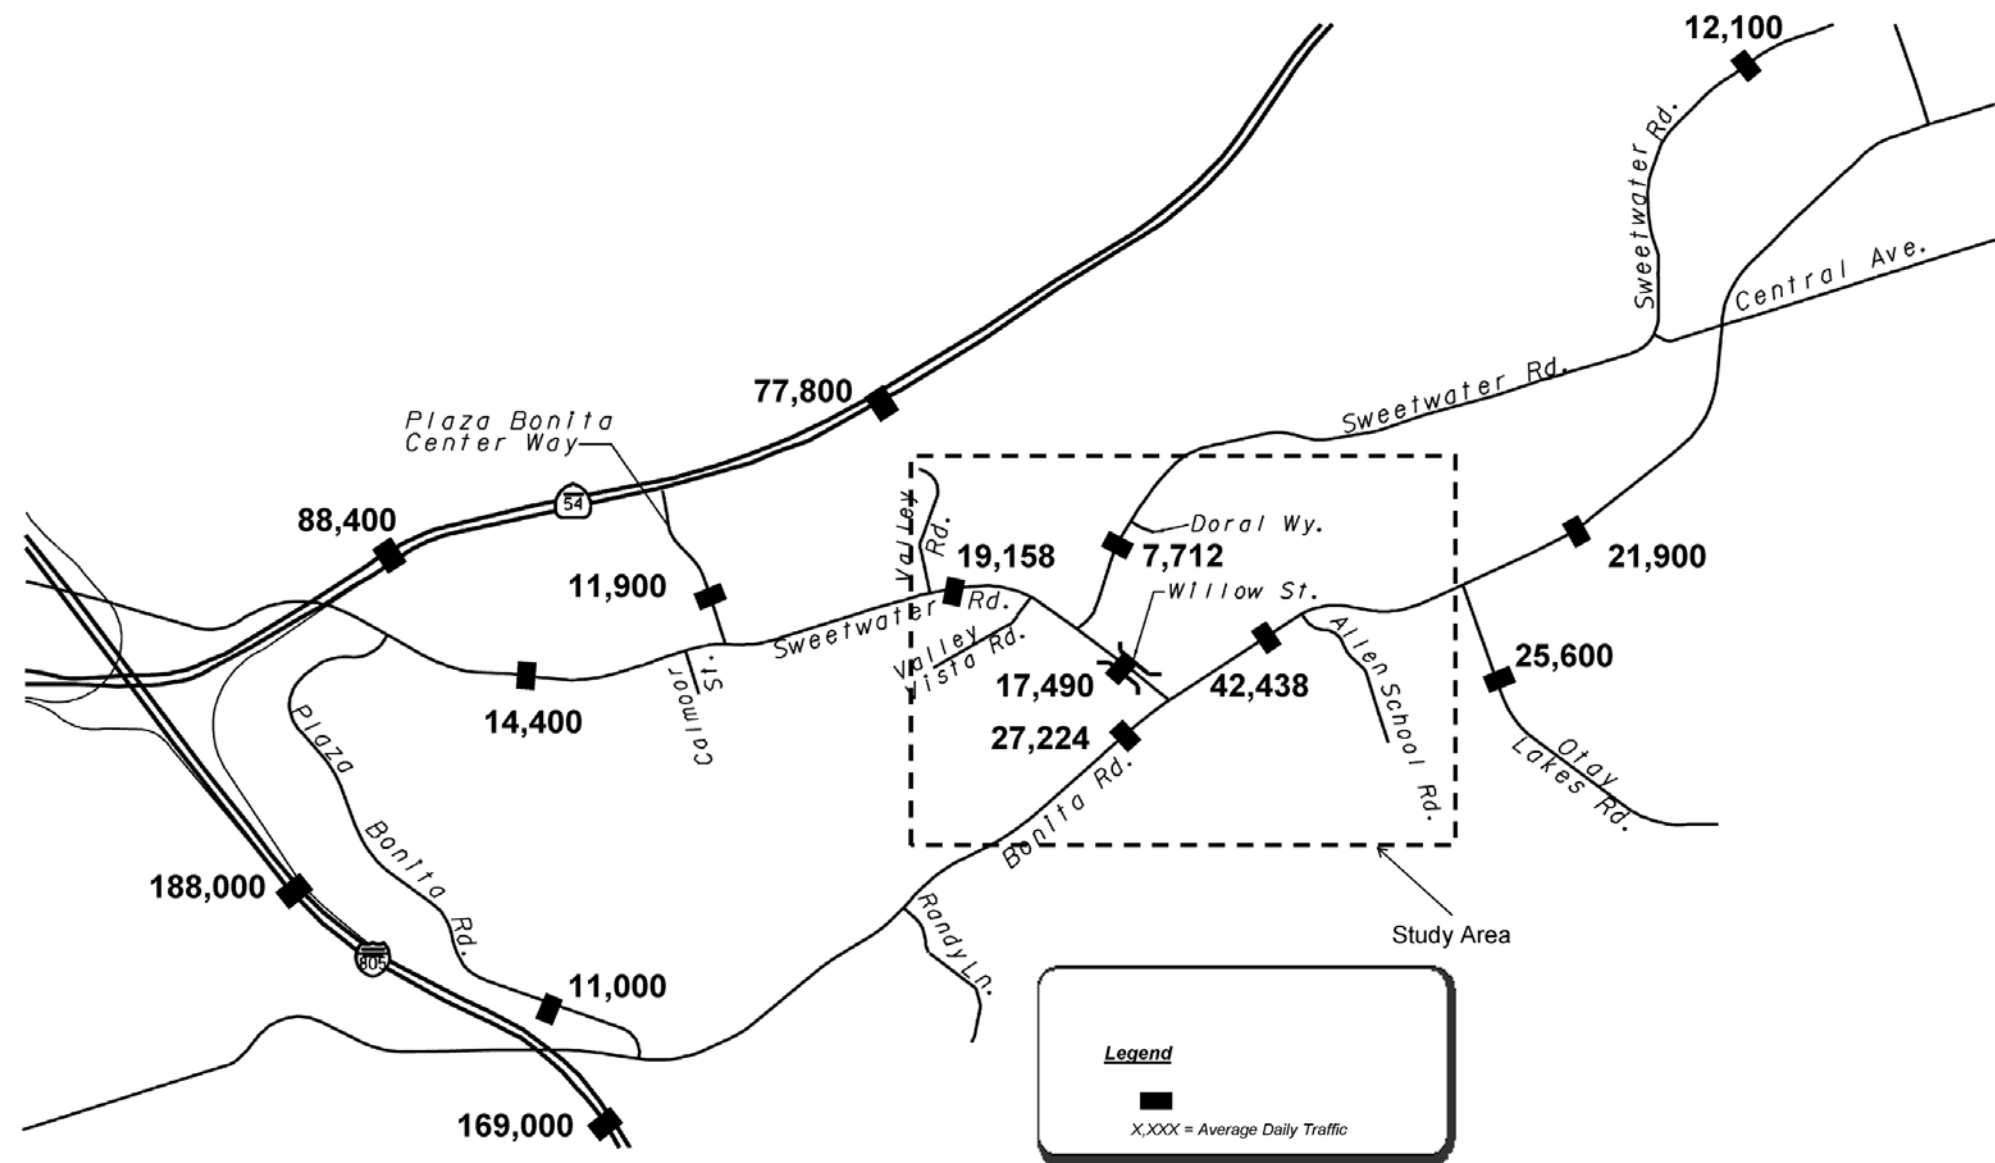 12,100
Sweetwater Rd.
Central Ave.
77,800
Sweetwater Rd.
Plaza Bonita
Center Way
54
88,400
Valley
Rd.
Doral Wy.
19,158
7,712
21,900
11,900
Willow St.
Sweetwater Rd.
Valley
Vista Rd.
Allen School Rd.
25,600
17,490
42,438
Calmoor
St.
14,400
27,224
Plaza Bonita Rd.
Bonita Rd.
Otay
Lakes Rd.
188,000
Randy Ln.
Study Area
805
11,000
Legend
169,000
X,XXX = Average Daily Traffic